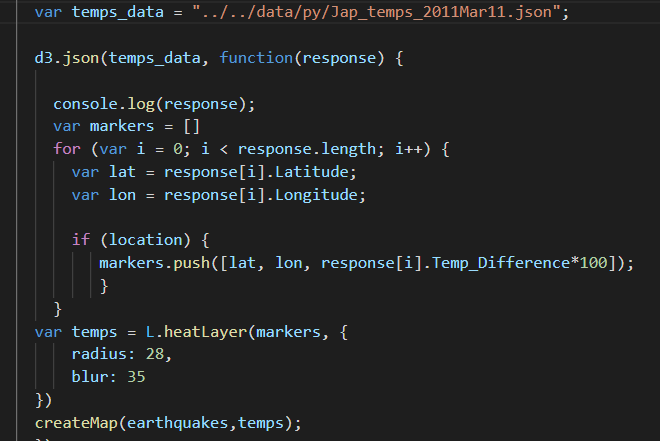 var temps_data = "../../data/py/Jap_temps_2011Mar11.json";
d3.json(temps_data, function(response) {
console.log(response);
var markers = []
for (var i = 0; i < response.length; i++) {
var lat = response[i].Latitude;
var lon = response[i].Longitude;
if (location) {
markers.push([lat, lon, response[i].Temp_Difference*100]);
}
}
var temps = L.heatLayer(markers, {
radius: 28,
blur: 35
})
createMap(earthquakes,temps);